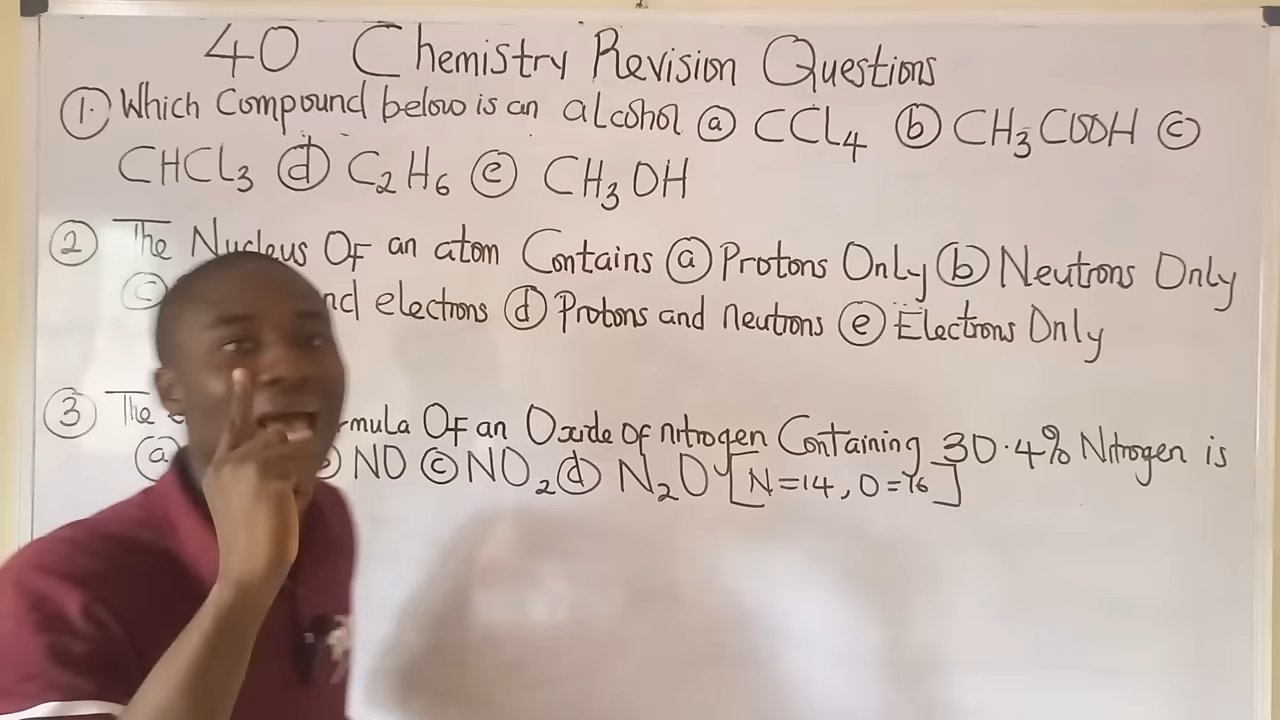 40 Chemistry Revision Questions
① Which Compound below is an alcohol ⓐ CCL₄ ⓑ CH₃COOH ⓒ
CHCL₃ ⓓ C₂H₆ ⓔ CH₃OH
② The Nucleus Of an atom Contains ⓐ Protons Only ⓑ Neutrons Only
ⓒ nd electrons ⓓ Protons and neutrons ⓔ Electrons Only
③ The rmula Of an Oxide of nitrogen Containing 30.4% Nitrogen is
ⓐ NO ⓒ NO₂ ⓓ N₂O [N=14, O=16]